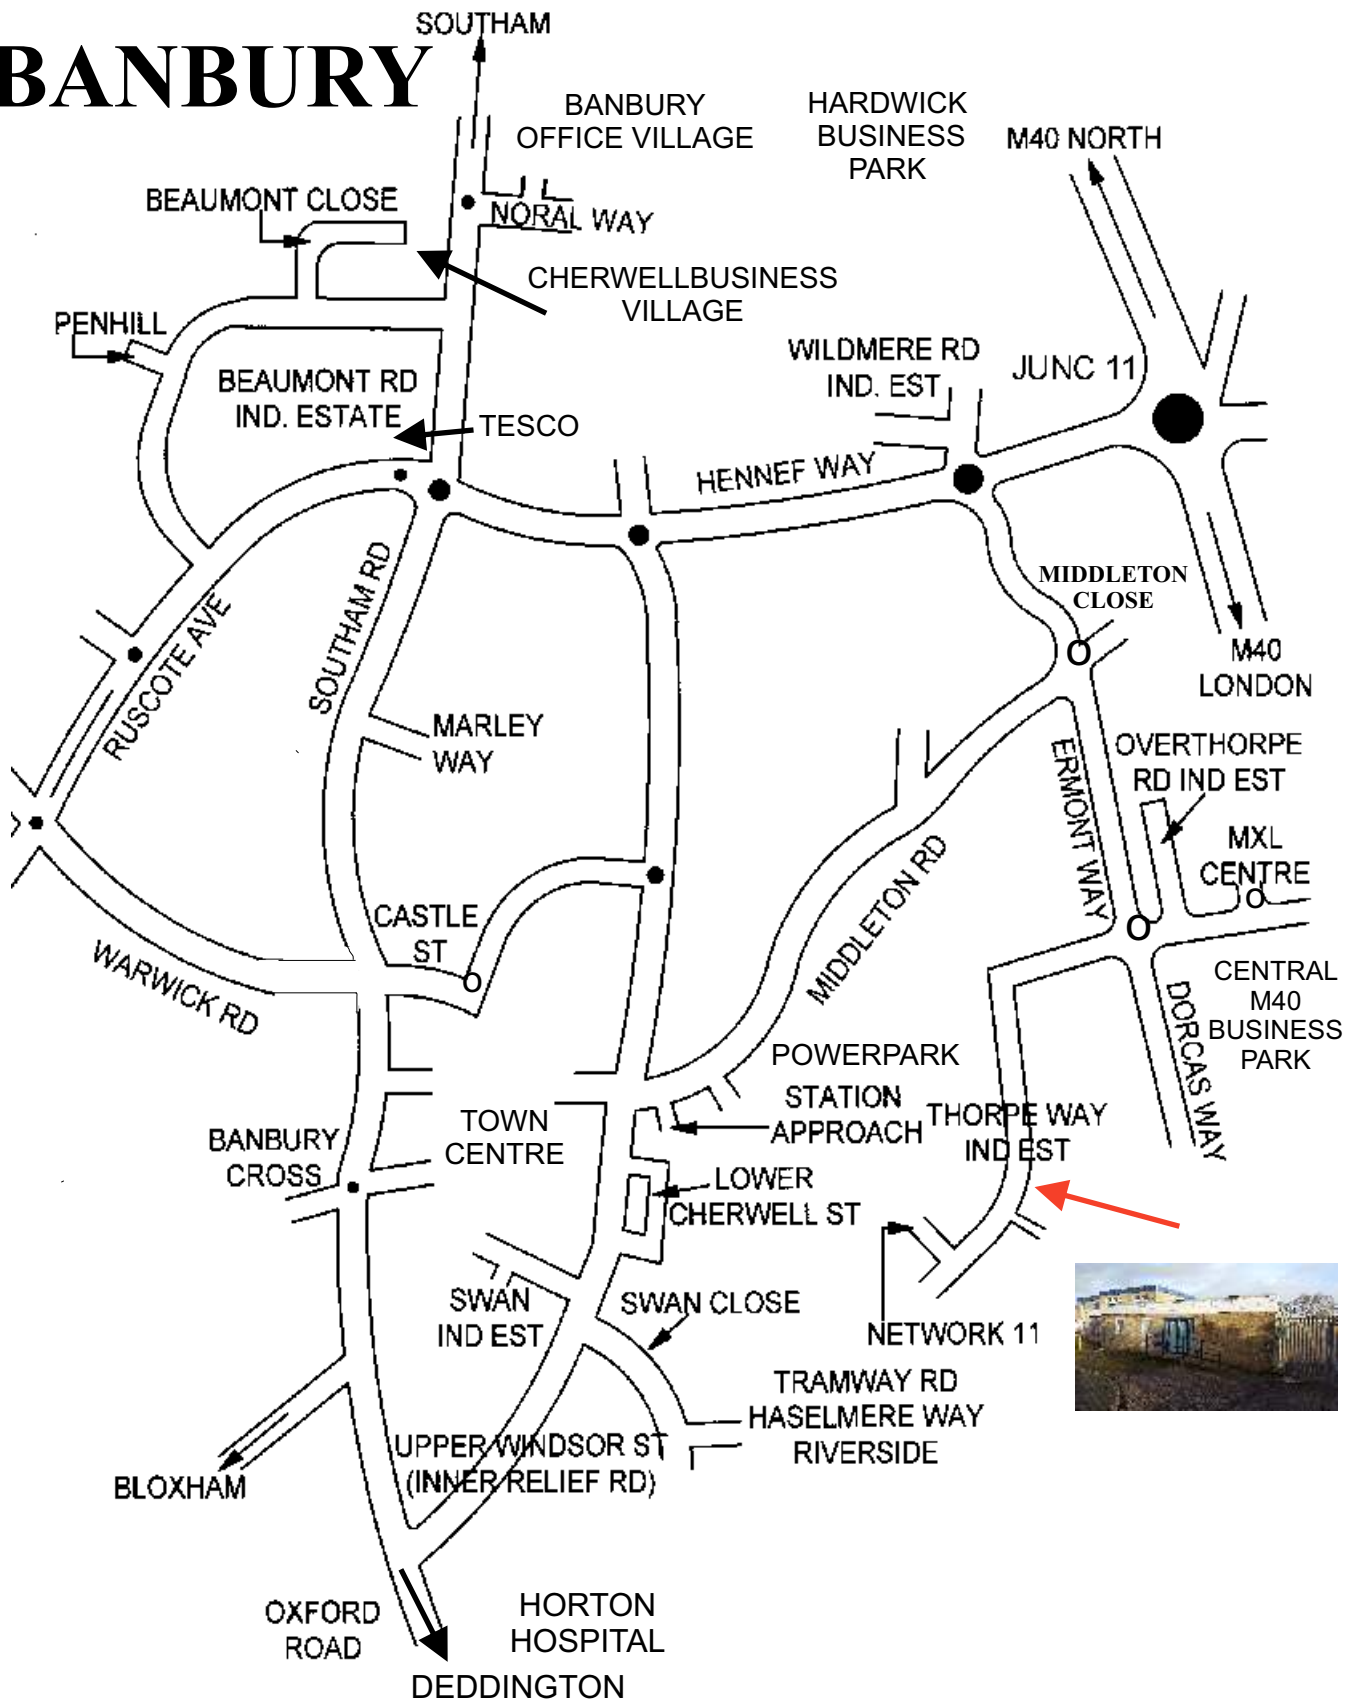 SOUTHAM
BANBURY
BANBURY
OFFICE VILLAGE
HARDWICK
BUSINESS
PARK
M40 NORTH
BEAUMONT CLOSE
NORAL WAY
CHERWELLBUSINESS
VILLAGE
PENHILL
BEAUMONT RD
IND. ESTATE
TESCO
WILDMERE RD
IND. EST
JUNC 11
HENNEF WAY
MIDDLETON
CLOSE
M40
LONDON
RUSCOTE AVE
SOUTHAM RD
MARLEY
WAY
ERMONT WAY
OVERTHORPE
RD IND EST
MXL
CENTRE
CASTLE
ST
MIDDLETON RD
WARWICK RD
CENTRAL
M40
BUSINESS
PARK
DORCAS WAY
POWERPARK
STATION
APPROACH
THORPE WAY
IND EST
TOWN
CENTRE
BANBURY
CROSS
LOWER
CHERWELL ST
SWAN
IND EST
SWAN CLOSE
NETWORK 11
TRAMWAY RD
HASELMERE WAY
RIVERSIDE
UPPER WINDSOR ST
(INNER RELIEF RD)
BLOXHAM
OXFORD
ROAD
HORTON
HOSPITAL
DEDDINGTON